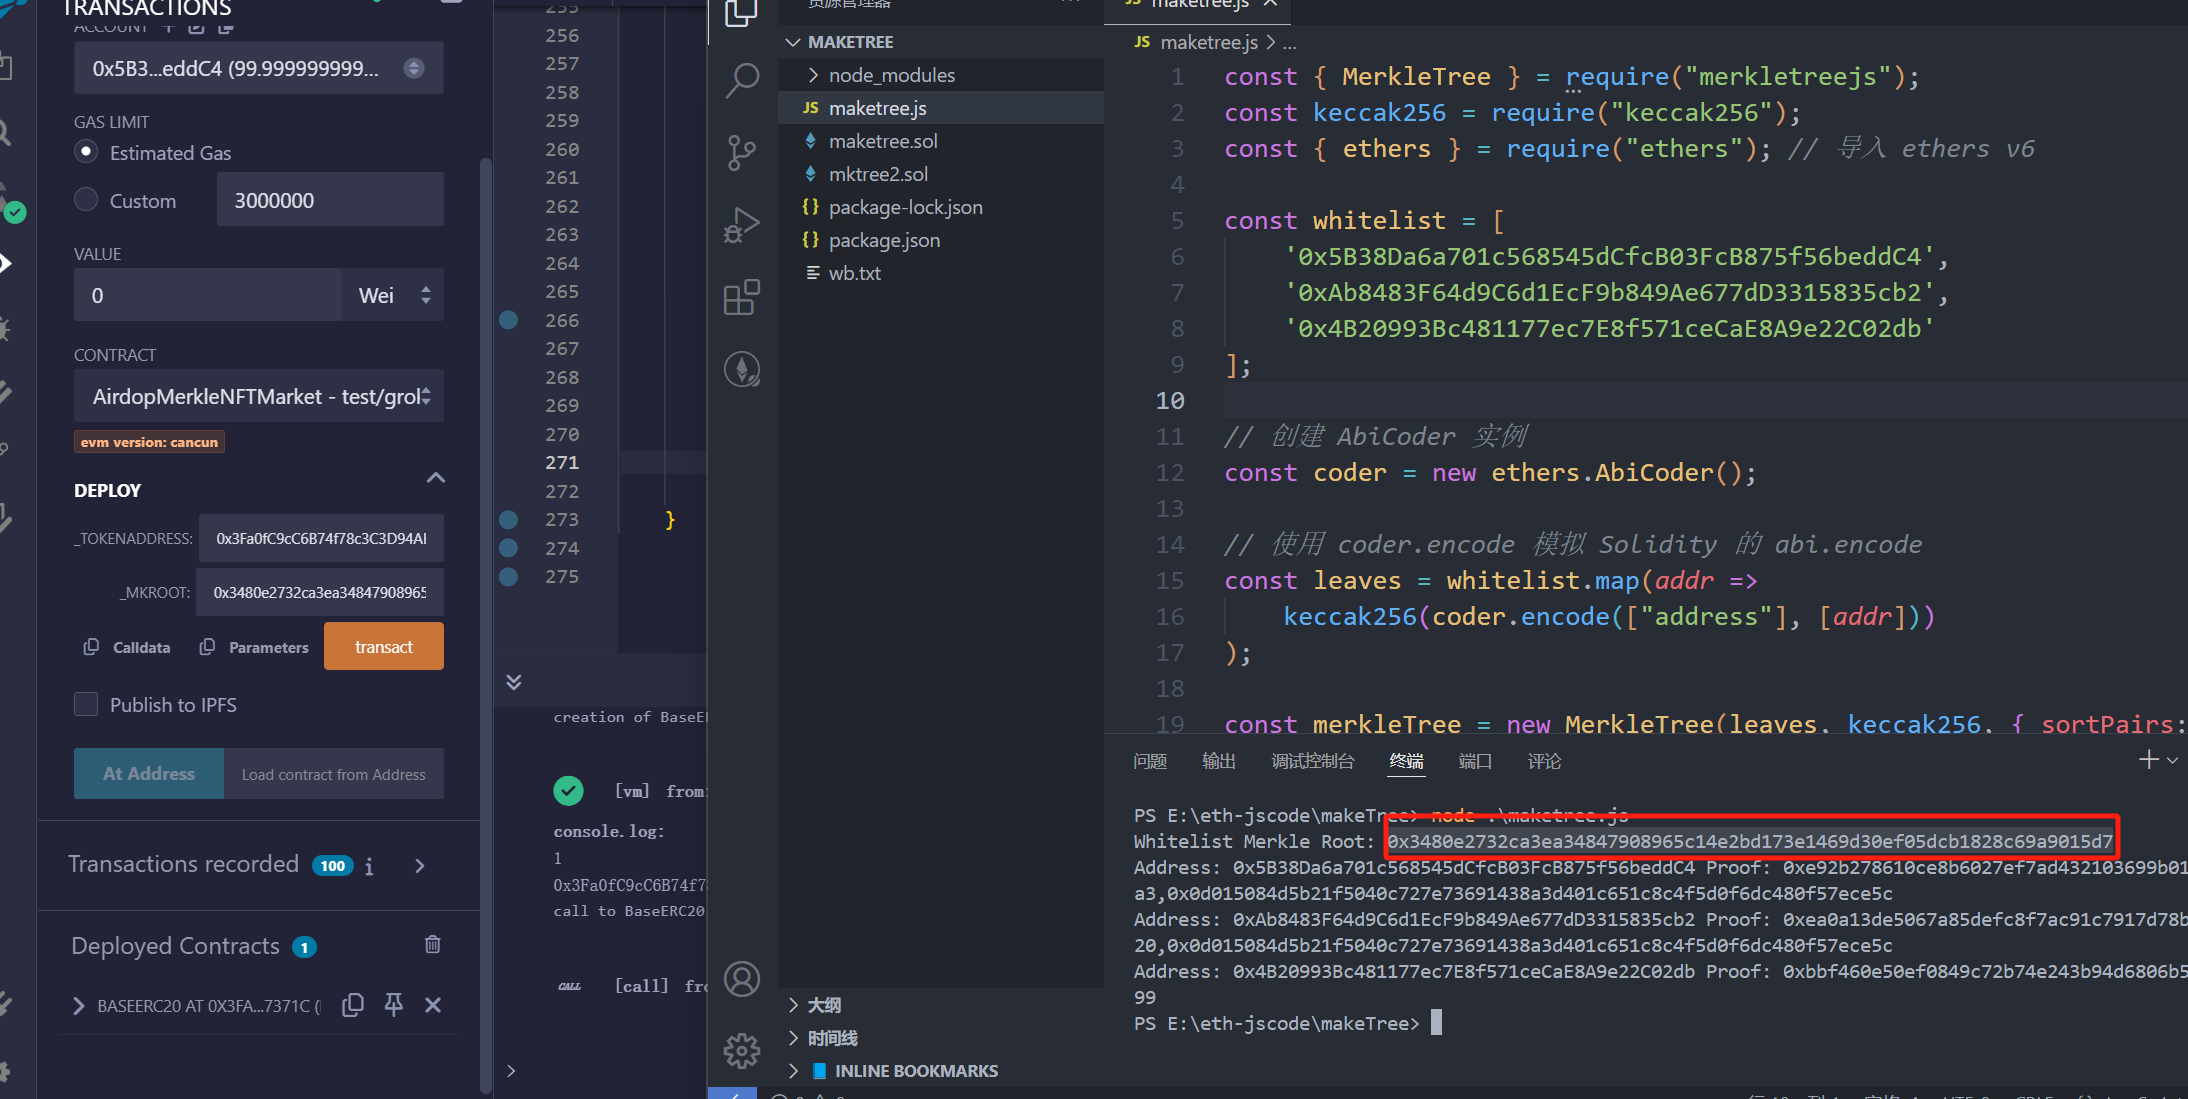 TRANSACTIONS
ACCOUNT
0x5B3...eddC4 (99.999999999...
GAS LIMIT
Estimated Gas
Custom
3000000
VALUE
0
Wei
CONTRACT
AirdopMerkleNFTMarket - test/grol
evm version: cancun
DEPLOY
_TOKENADDRESS:
0x3Fa0fC9cC6B74f78c3C3D94AI
_MKROOT:
0x3480e2732ca3ea34847908965
Calldata
Parameters
transact
Publish to IPFS
At Address
Load contract from Address
Transactions recorded 100 i
Deployed Contracts 1
BASEERC20 AT 0X3FA...7371C (
255
256
257
258
259
260
261
262
263
264
265
266
267
268
269
270
271
272
273 }
274
275
creation of BaseE
[vm] from:
console.log:
1
0x3Fa0fC9cC6B74f7
call to BaseERC20
CALL [call] fro
>
资源管理器
MAKETREE
node_modules
JS maketree.js
maketree.sol
mktree2.sol
{} package-lock.json
{} package.json
wb.txt
大纲
时间线
INLINE BOOKMARKS
JS maketree.js ×
JS maketree.js > ...
1 const { MerkleTree } = require("merkletreejs");
2 const keccak256 = require("keccak256");
3 const { ethers } = require("ethers"); // 导入 ethers v6
4
5 const whitelist = [
6 '0x5B38Da6a701c568545dCfcB03FcB875f56beddC4',
7 '0xAb8483F64d9C6d1EcF9b849Ae677dD3315835cb2',
8 '0x4B20993Bc481177ec7E8f571ceCaE8A9e22C02db'
9 ];
10
11 // 创建 AbiCoder 实例
12 const coder = new ethers.AbiCoder();
13
14 // 使用 coder.encode 模拟 Solidity 的 abi.encode
15 const leaves = whitelist.map(addr =>
16 keccak256(coder.encode(["address"], [addr]))
17 );
18
19 const merkleTree = new MerkleTree(leaves, keccak256, { sortPairs:
问题 输出 调试控制台 终端 端口 评论
PS E:\eth-jscode\makeTree> node .\maketree.js
Whitelist Merkle Root: 0x3480e2732ca3ea34847908965c14e2bd173e1469d30ef05dcb1828c69a9015d7
Address: 0x5B38Da6a701c568545dCfcB03FcB875f56beddC4 Proof: 0xe92b278610ce8b6027ef7ad432103699b01
a3,0x0d015084d5b21f5040c727e73691438a3d401c651c8c4f5d0f6dc480f57ece5c
Address: 0xAb8483F64d9C6d1EcF9b849Ae677dD3315835cb2 Proof: 0xea0a13de5067a85defc8f7ac91c7917d78b
20,0x0d015084d5b21f5040c727e73691438a3d401c651c8c4f5d0f6dc480f57ece5c
Address: 0x4B20993Bc481177ec7E8f571ceCaE8A9e22C02db Proof: 0xbbf460e50ef0849c72b74e243b94d6806b5
99
PS E:\eth-jscode\makeTree>